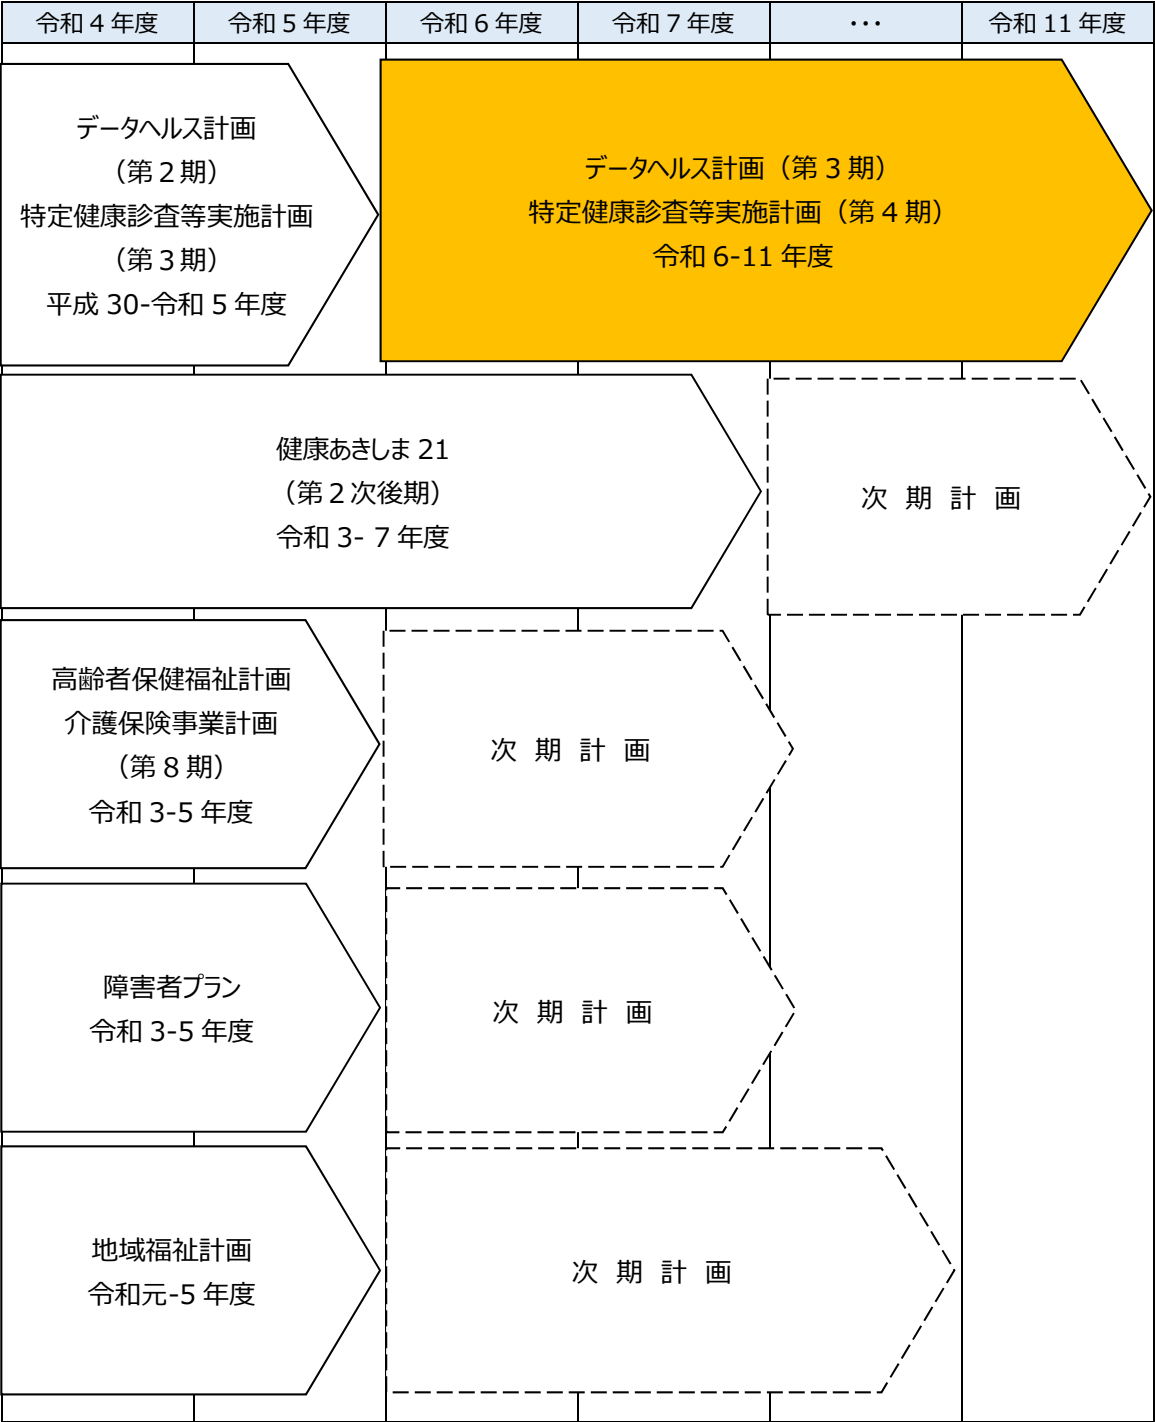 令和４年度
令和５年度
令和６年度
令和７年度
･･･
令和 11 年度
データヘルス計画
（第２期）
特定健康診査等実施計画
（第３期）
平成 30-令和 5 年度
データヘルス計画（第３期）
特定健康診査等実施計画（第４期）
令和 6-11 年度
健康あきしま 21
（第２次後期）
令和 3-７年度
次 期 計 画
高齢者保健福祉計画
介護保険事業計画
（第８期）
令和 3-5 年度
次 期 計 画
障害者プラン
令和 3-5 年度
次 期 計 画
地域福祉計画
令和元-5 年度
次 期 計 画